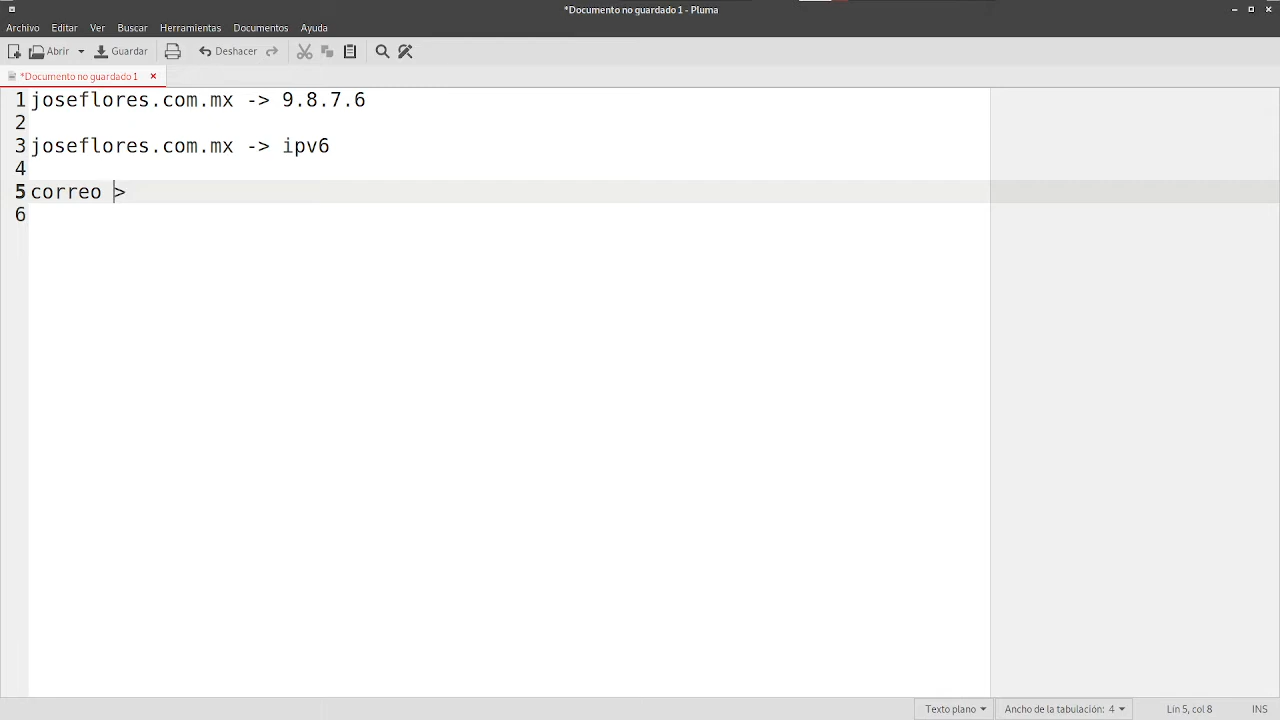 *Documento no guardado 1 - Pluma
Archivo Editar Ver Buscar Herramientas Documentos Ayuda
Abrir Guardar Deshacer
*Documento no guardado 1
1 joseflores.com.mx -> 9.8.7.6
2
3 joseflores.com.mx -> ipv6
4
5 correo >
6
Texto plano Ancho de la tabulación: 4 Lin 5, col 8 INS